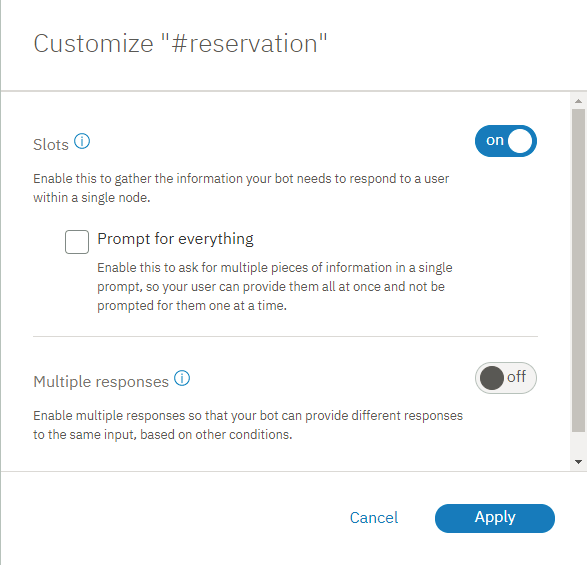 Customize "#reservation"
Slots
on
Enable this to gather the information your bot needs to respond to a user
within a single node.
Prompt for everything
Enable this to ask for multiple pieces of information in a single
prompt, so your user can provide them all at once and not be
prompted for them one at a time.
Multiple responses
off
Enable multiple responses so that your bot can provide different responses
to the same input, based on other conditions.
Cancel
Apply